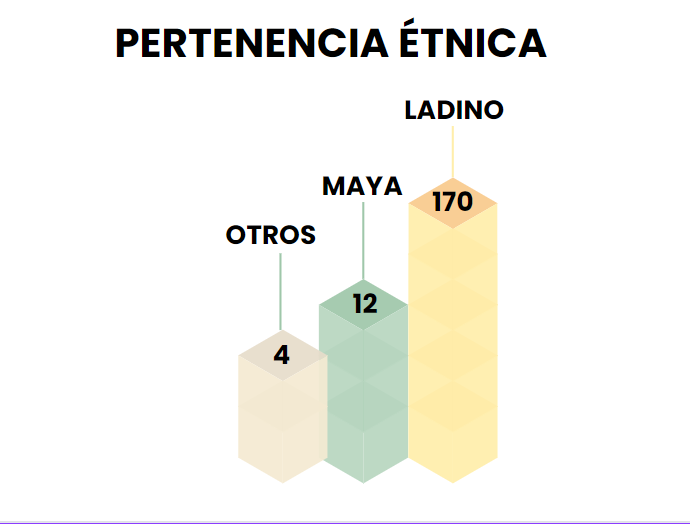 PERTENENCIA ÉTNICA
LADINO
170
MAYA
12
OTROS
4